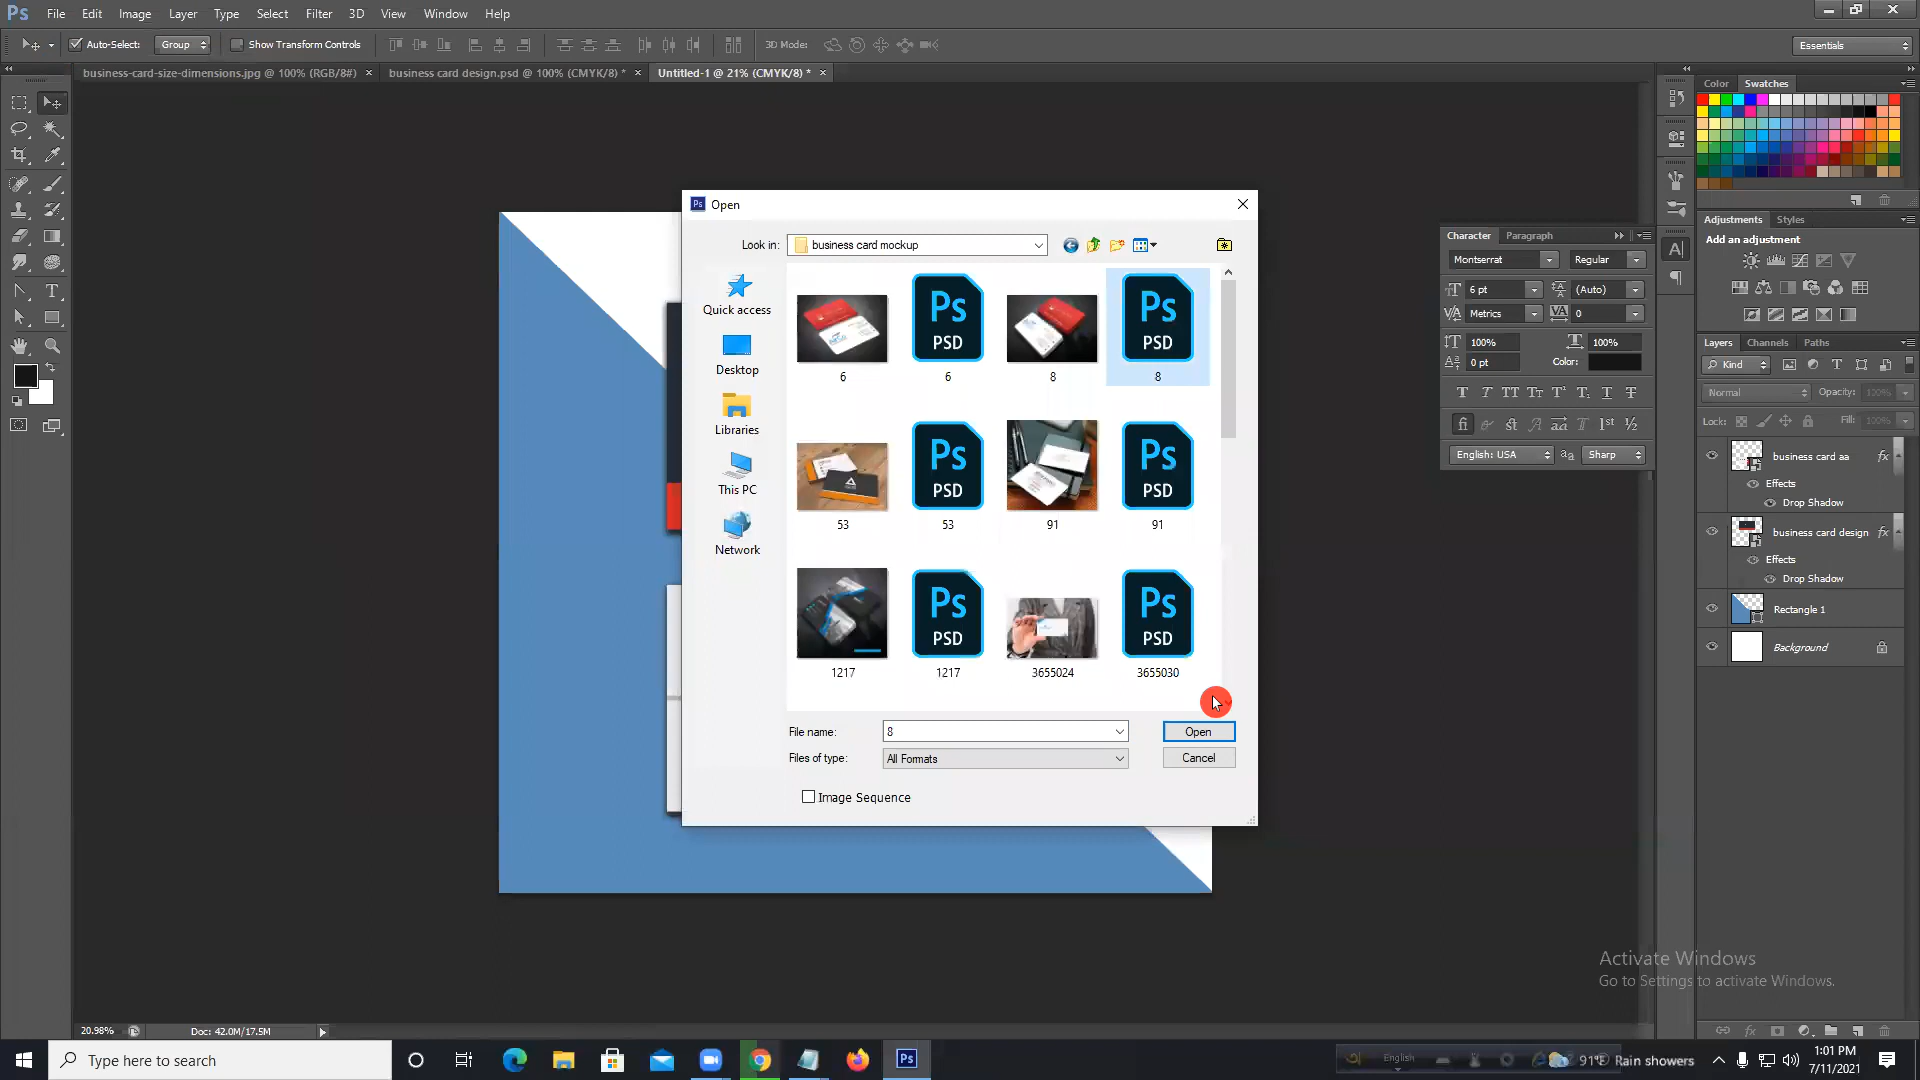 Ps File Edit Image Layer Type Select Filter 3D View Window Help
Auto-Select: Group Show Transform Controls 3D Mode: Essentials
business-card-size-dimensions.jpg @ 100% (RGB/8#) × business card design.psd @ 100% (CMYK/8) * × Untitled-1 @ 21% (CMYK/8) * ×
Color Swatches
Ps Open
Look in: business card mockup
Quick access
Desktop
Libraries
This PC
Network
Ps PSD Ps PSD
6 6 8 8
Ps PSD Ps PSD
53 53 91 91
Ps PSD Ps PSD
1217 1217 3655024 3655030
File name: 8 Open
Files of type: All Formats Cancel
Image Sequence
Character Paragraph
Montserrat Regular
6 pt (Auto)
Metrics 0
100% 100%
0 pt Color:
English: USA aa Sharp
Adjustments Styles
Add an adjustment
Layers Channels Paths
Kind
Normal Opacity: 100%
Lock: Fill: 100%
business card aa fx
Effects
Drop Shadow
business card design fx
Effects
Drop Shadow
Rectangle 1
Background
Activate Windows
Go to Settings to activate Windows.
20.98% Doc: 42.0M/17.5M
Type here to search
English
91°F Rain showers
1:01 PM
7/11/2021